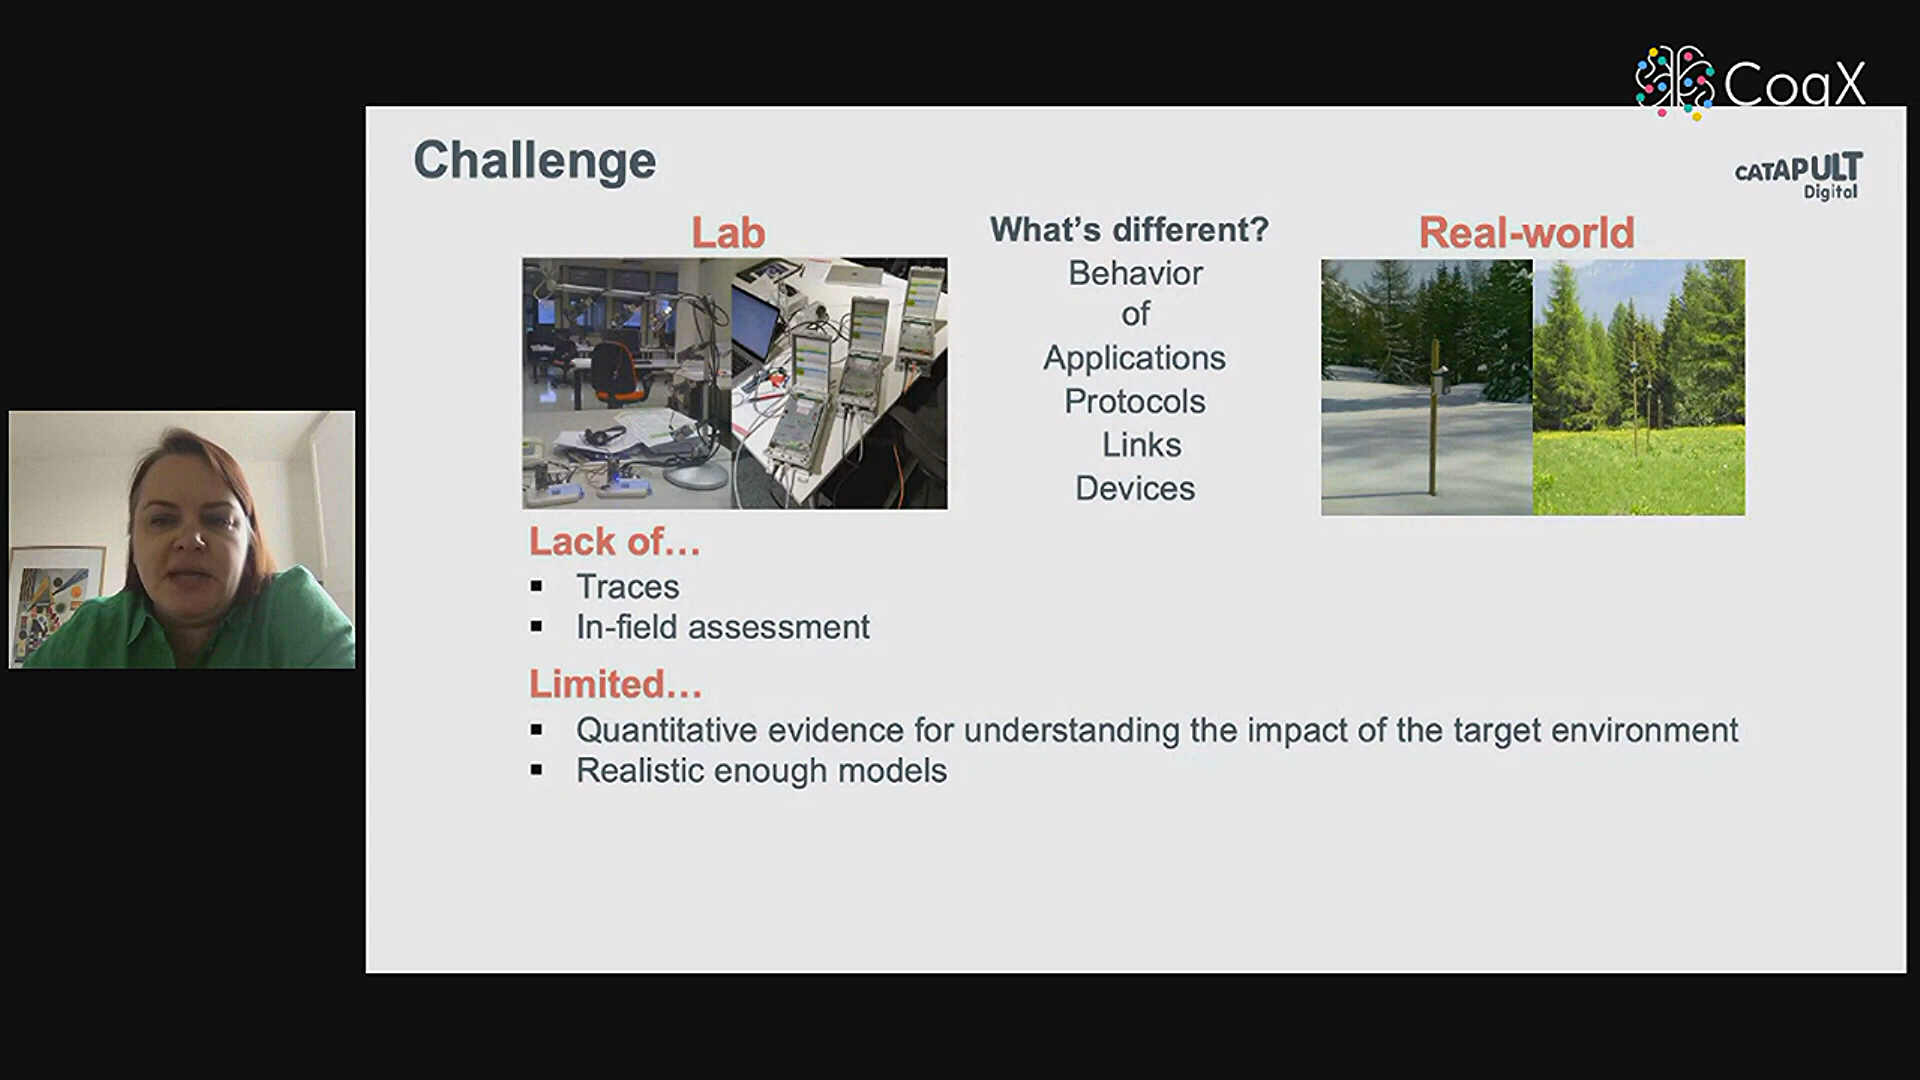 CogX
Challenge
CATAPULT
Digital
Lab
What's different?
Real-world
Behavior
of
Applications
Protocols
Links
Devices
Lack of…
▪ Traces
▪ In-field assessment
Limited…
▪ Quantitative evidence for understanding the impact of the target environment
▪ Realistic enough models